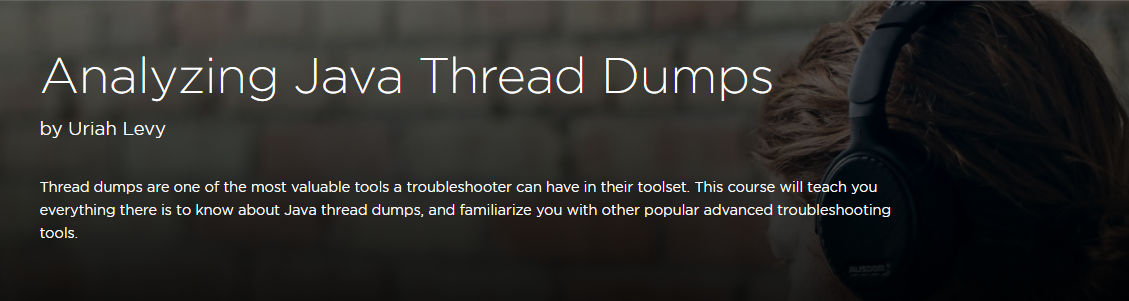 Analyzing Java Thread Dumps
by Uriah Levy
Thread dumps are one of the most valuable tools a troubleshooter can have in their toolset. This course will teach you
everything there is to know about Java thread dumps, and familiarize you with other popular advanced troubleshooting
tools.
AUSDOM